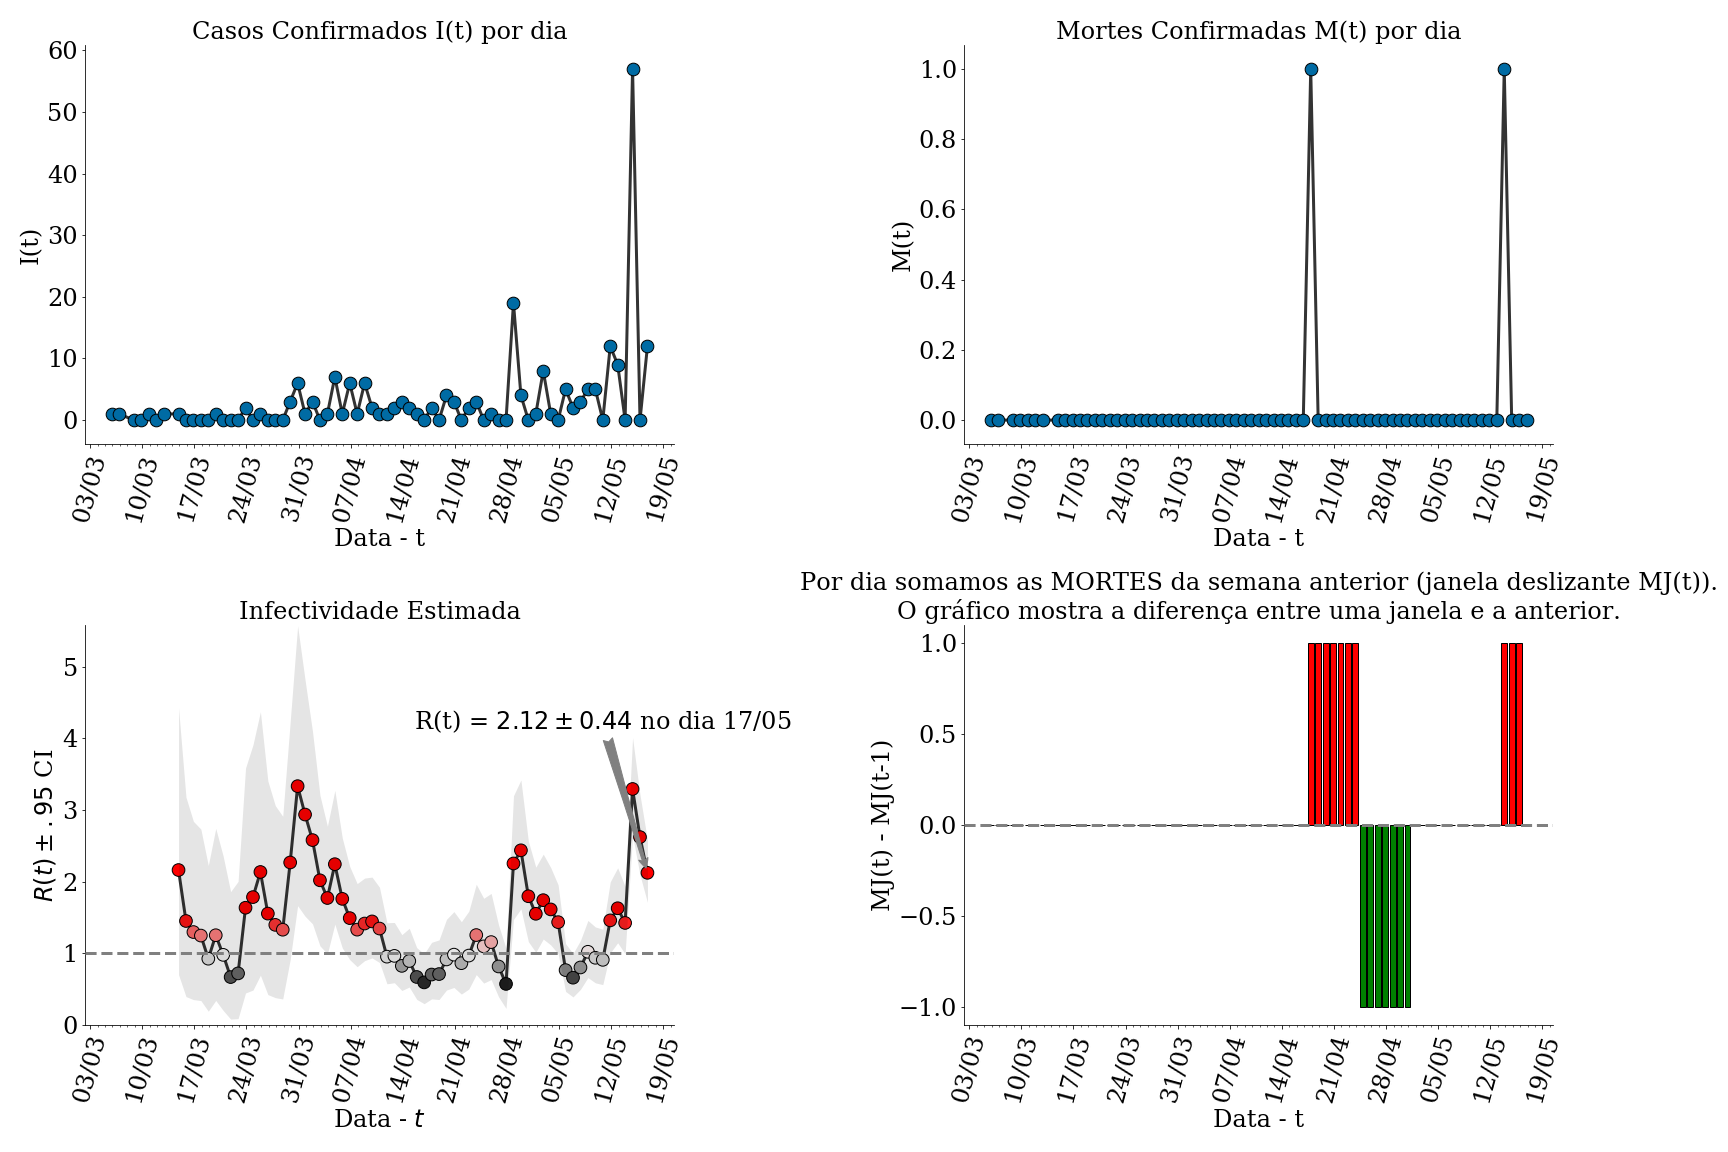 Casos Confirmados I(t) por dia
60
50
40
30
20
10
0
I(t)
03/03 10/03 17/03 24/03 31/03 07/04 14/04 21/04 28/04 05/05 12/05 19/05
Data - t
Mortes Confirmadas M(t) por dia
1.0
0.8
0.6
0.4
0.2
0.0
M(t)
03/03 10/03 17/03 24/03 31/03 07/04 14/04 21/04 28/04 05/05 12/05 19/05
Data - t
Infectividade Estimada
5
4
3
2
1
0
R(t) ± .95 CI
R(t) = 2.12 ± 0.44 no dia 17/05
03/03 10/03 17/03 24/03 31/03 07/04 14/04 21/04 28/04 05/05 12/05 19/05
Data - t
Por dia somamos as MORTES da semana anterior (janela deslizante MJ(t)).
O gráfico mostra a diferença entre uma janela e a anterior.
1.0
0.5
0.0
−0.5
−1.0
MJ(t) - MJ(t-1)
03/03 10/03 17/03 24/03 31/03 07/04 14/04 21/04 28/04 05/05 12/05 19/05
Data - t